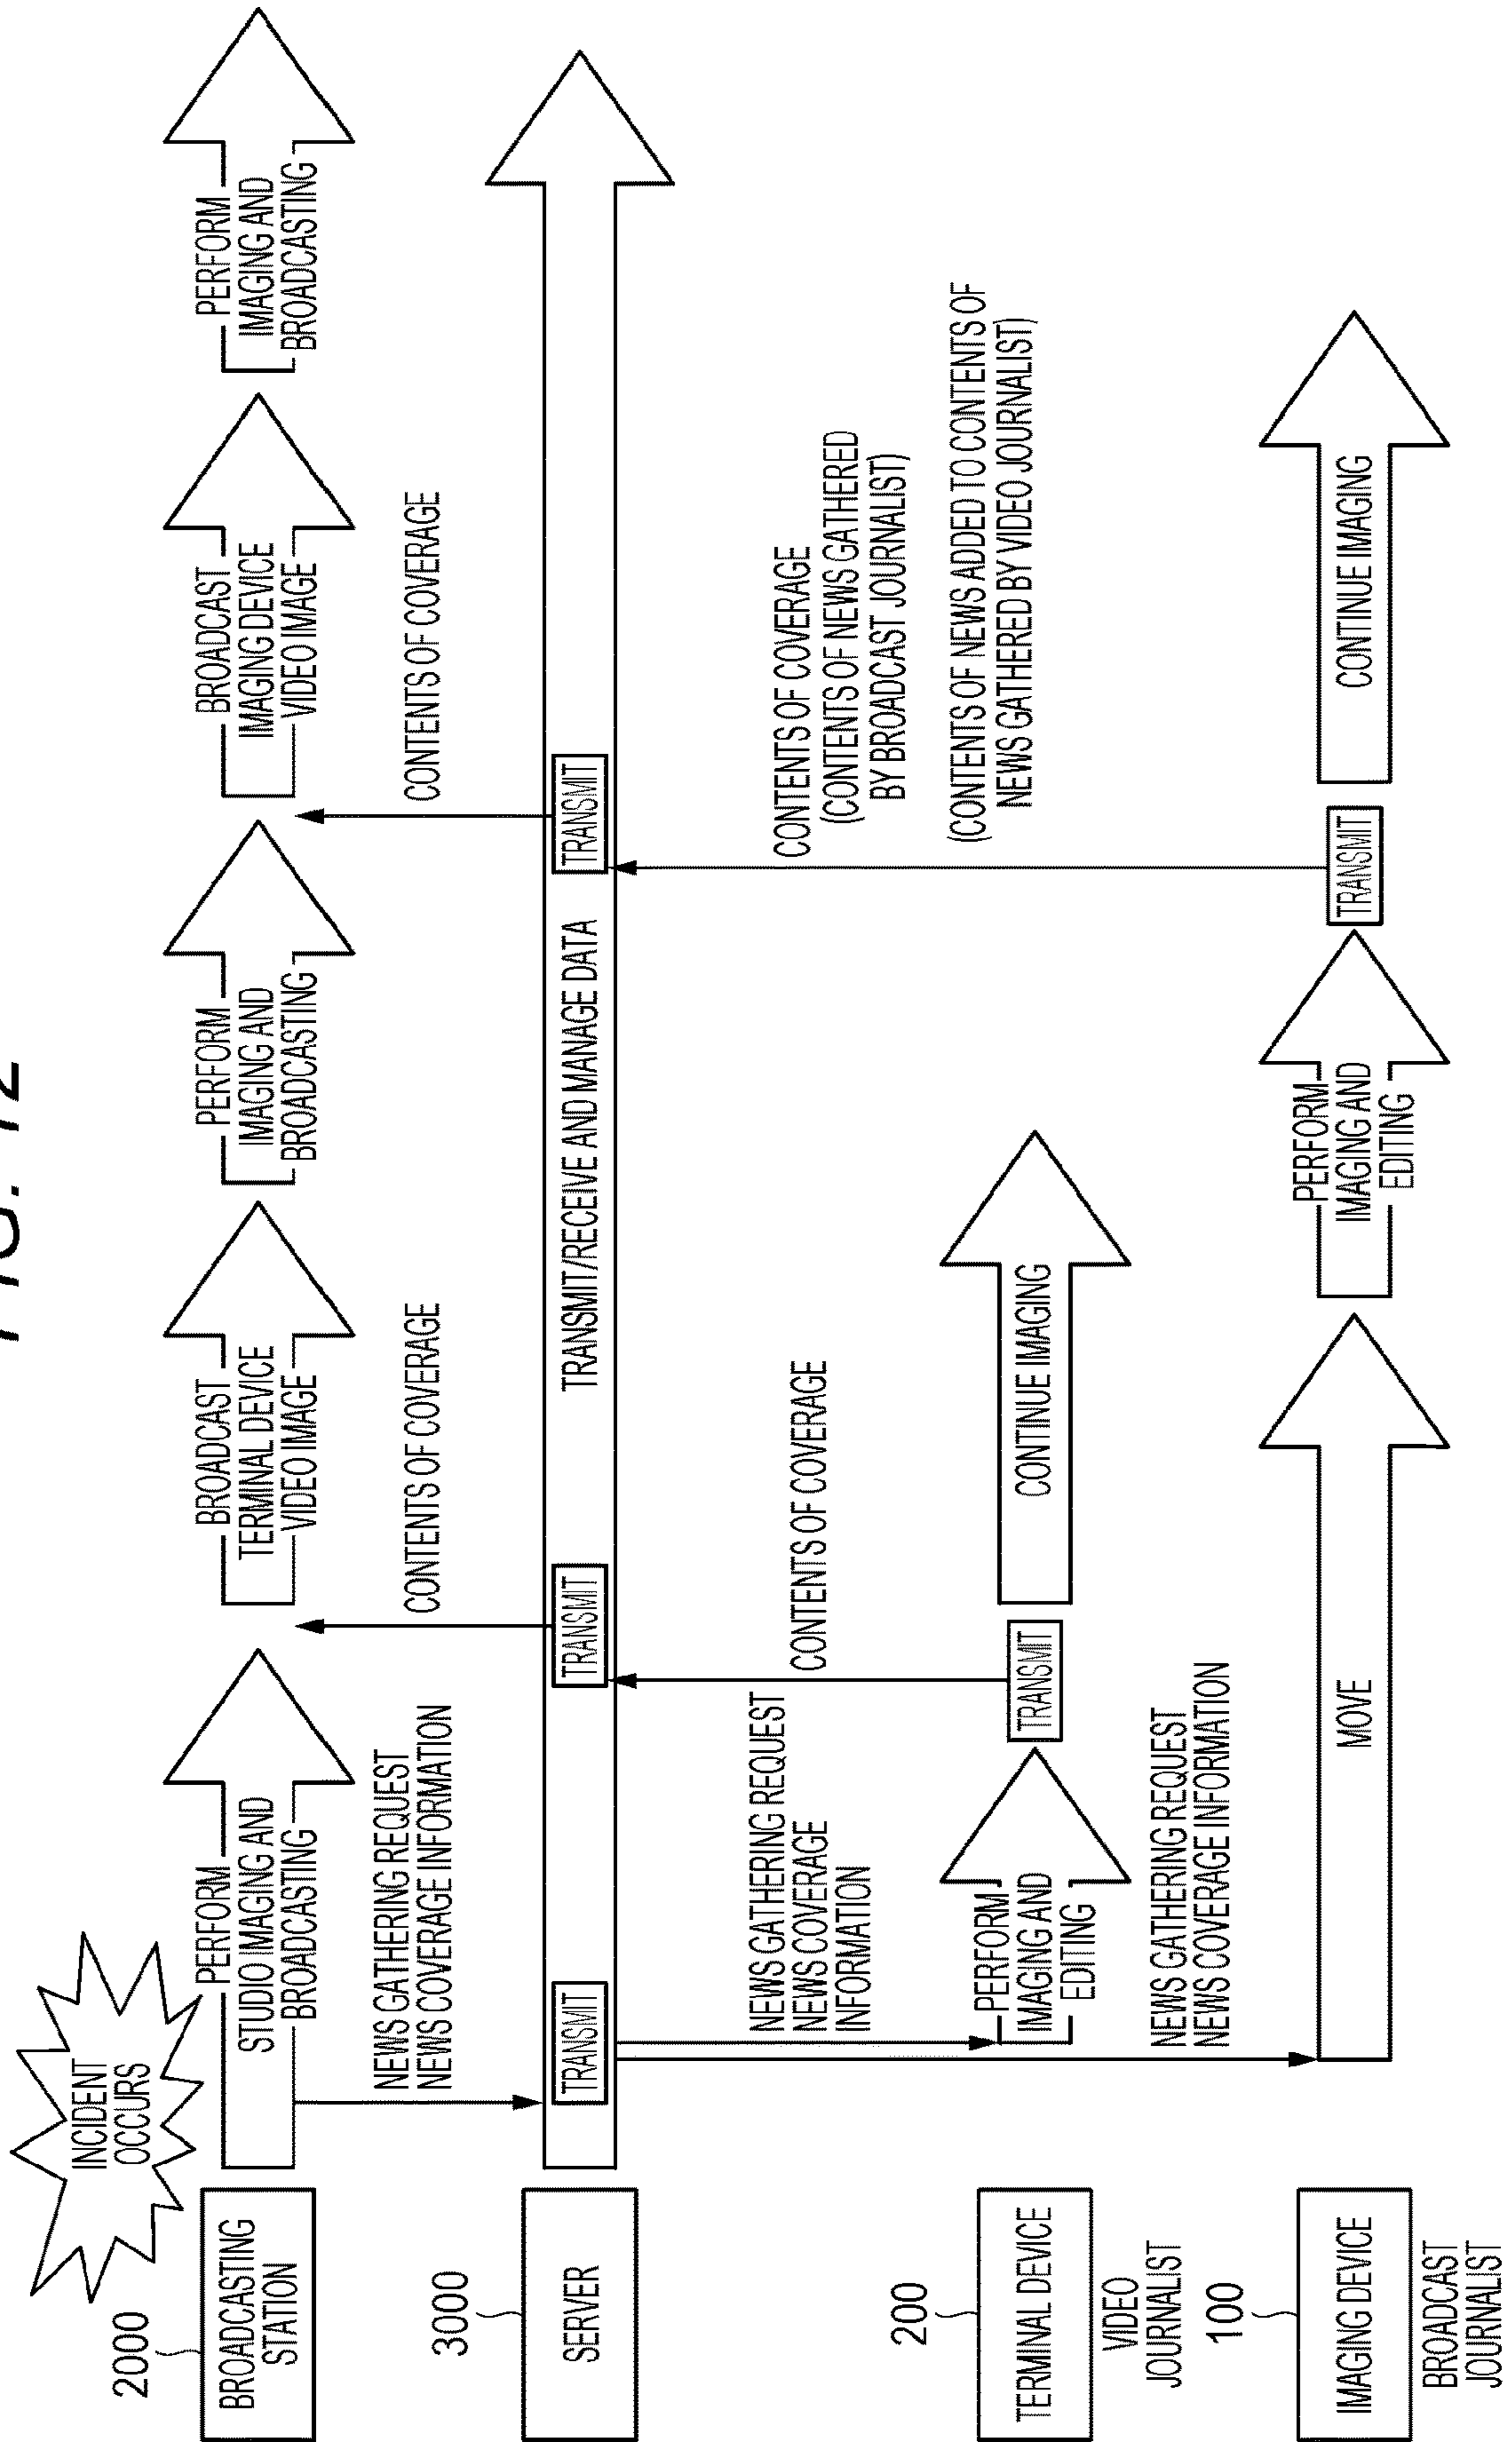 FIG. 12
INCIDENT
OCCURS
2000
BROADCASTING
STATION
PERFORM
STUDIO IMAGING AND
BROADCASTING
BROADCAST
TERMINAL DEVICE
VIDEO IMAGE
PERFORM
IMAGING AND
BROADCASTING
BROADCAST
IMAGING DEVICE
VIDEO IMAGE
PERFORM
IMAGING AND
BROADCASTING
NEWS GATHERING REQUEST
NEWS COVERAGE INFORMATION
CONTENTS OF COVERAGE
CONTENTS OF COVERAGE
3000
SERVER
TRANSMIT
TRANSMIT
TRANSMIT/RECEIVE AND MANAGE DATA
TRANSMIT
NEWS GATHERING REQUEST
NEWS COVERAGE
INFORMATION
CONTENTS OF COVERAGE
CONTENTS OF COVERAGE
(CONTENTS OF NEWS GATHERED
BY BROADCAST JOURNALIST)
(CONTENTS OF NEWS ADDED TO CONTENTS OF
NEWS GATHERED BY VIDEO JOURNALIST)
200
TERMINAL DEVICE
VIDEO
JOURNALIST
PERFORM
IMAGING AND
EDITING
TRANSMIT
CONTINUE IMAGING
NEWS GATHERING REQUEST
NEWS COVERAGE INFORMATION
100
IMAGING DEVICE
BROADCAST
JOURNALIST
MOVE
PERFORM
IMAGING AND
EDITING
TRANSMIT
CONTINUE IMAGING